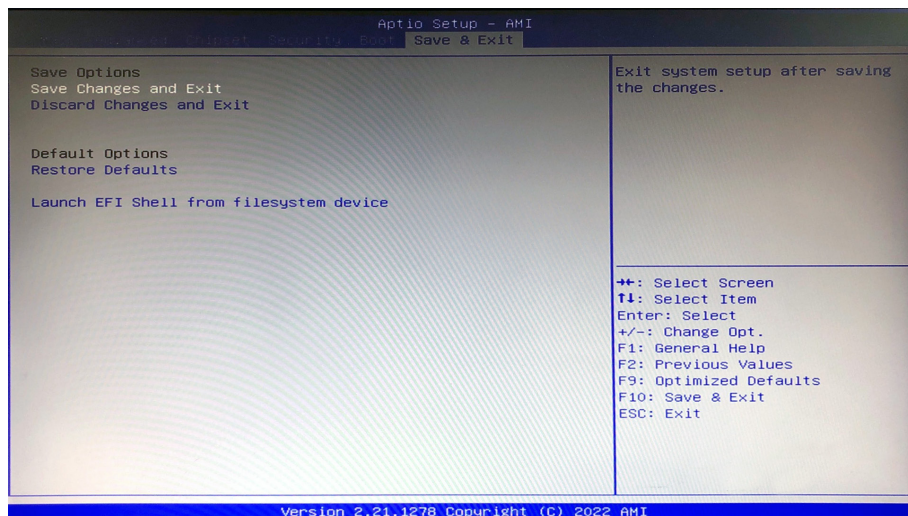 Aptio Setup – AMI
Chipset Security Boot Save & Exit
Save Options
Save Changes and Exit
Discard Changes and Exit
Default Options
Restore Defaults
Launch EFI Shell from filesystem device
Exit system setup after saving
the changes.
→←: Select Screen
↑↓: Select Item
Enter: Select
+/-: Change Opt.
F1: General Help
F2: Previous Values
F9: Optimized Defaults
F10: Save & Exit
ESC: Exit
Version 2.21.1278 Copyright (C) 2022 AMI